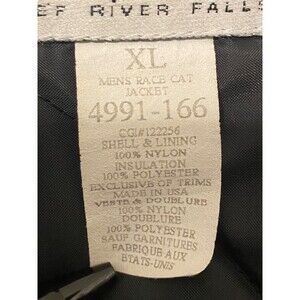 EF RIVER FALLS
XL
MENS RACE CAT
JACKET
4991-166
CGI#122256
SHELL & LINING
100% NYLON
INSULATION
100% POLYESTER
EXCLUSIVE OF TRIMS
MADE IN USA
VESTE & DOUBLURE
100% NYLON
DOUBLURE
100% POLYESTER
SAUF GARNITURES
FABRIQUE AUX
ETATS-UNIS